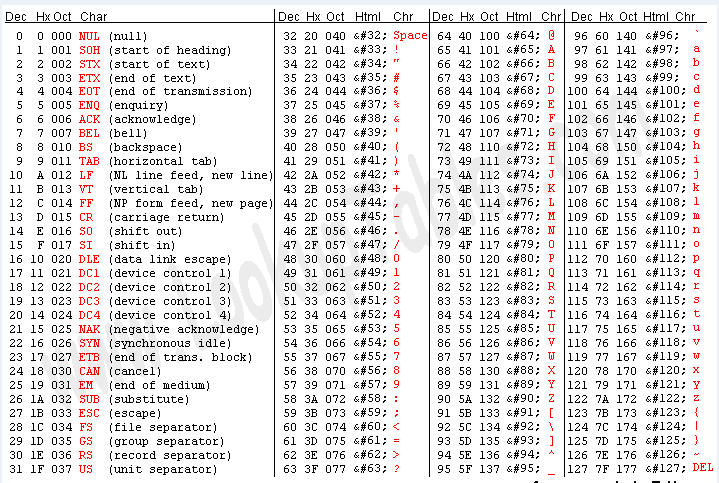 Dec Hx Oct Char Dec Hx Oct Html Chr Dec Hx Oct Html Chr Dec Hx Oct Html Chr
0 0 000 NUL (null) 32 20 040 &#32; Space 64 40 100 &#64; @ 96 60 140 &#96; `
1 1 001 SOH (start of heading) 33 21 041 &#33; ! 65 41 101 &#65; A 97 61 141 &#97; a
2 2 002 STX (start of text) 34 22 042 &#34; " 66 42 102 &#66; B 98 62 142 &#98; b
3 3 003 ETX (end of text) 35 23 043 &#35; # 67 43 103 &#67; C 99 63 143 &#99; c
4 4 004 EOT (end of transmission) 36 24 044 &#36; $ 68 44 104 &#68; D 100 64 144 &#100; d
5 5 005 ENQ (enquiry) 37 25 045 &#37; % 69 45 105 &#69; E 101 65 145 &#101; e
6 6 006 ACK (acknowledge) 38 26 046 &#38; & 70 46 106 &#70; F 102 66 146 &#102; f
7 7 007 BEL (bell) 39 27 047 &#39; ' 71 47 107 &#71; G 103 67 147 &#103; g
8 8 010 BS (backspace) 40 28 050 &#40; ( 72 48 110 &#72; H 104 68 150 &#104; h
9 9 011 TAB (horizontal tab) 41 29 051 &#41; ) 73 49 111 &#73; I 105 69 151 &#105; i
10 A 012 LF (NL line feed, new line) 42 2A 052 &#42; * 74 4A 112 &#74; J 106 6A 152 &#106; j
11 B 013 VT (vertical tab) 43 2B 053 &#43; + 75 4B 113 &#75; K 107 6B 153 &#107; k
12 C 014 FF (NP form feed, new page) 44 2C 054 &#44; , 76 4C 114 &#76; L 108 6C 154 &#108; l
13 D 015 CR (carriage return) 45 2D 055 &#45; - 77 4D 115 &#77; M 109 6D 155 &#109; m
14 E 016 SO (shift out) 46 2E 056 &#46; . 78 4E 116 &#78; N 110 6E 156 &#110; n
15 F 017 SI (shift in) 47 2F 057 &#47; / 79 4F 117 &#79; O 111 6F 157 &#111; o
16 10 020 DLE (data link escape) 48 30 060 &#48; 0 80 50 120 &#80; P 112 70 160 &#112; p
17 11 021 DC1 (device control 1) 49 31 061 &#49; 1 81 51 121 &#81; Q 113 71 161 &#113; q
18 12 022 DC2 (device control 2) 50 32 062 &#50; 2 82 52 122 &#82; R 114 72 162 &#114; r
19 13 023 DC3 (device control 3) 51 33 063 &#51; 3 83 53 123 &#83; S 115 73 163 &#115; s
20 14 024 DC4 (device control 4) 52 34 064 &#52; 4 84 54 124 &#84; T 116 74 164 &#116; t
21 15 025 NAK (negative acknowledge) 53 35 065 &#53; 5 85 55 125 &#85; U 117 75 165 &#117; u
22 16 026 SYN (synchronous idle) 54 36 066 &#54; 6 86 56 126 &#86; V 118 76 166 &#118; v
23 17 027 ETB (end of trans. block) 55 37 067 &#55; 7 87 57 127 &#87; W 119 77 167 &#119; w
24 18 030 CAN (cancel) 56 38 070 &#56; 8 88 58 130 &#88; X 120 78 170 &#120; x
25 19 031 EM (end of medium) 57 39 071 &#57; 9 89 59 131 &#89; Y 121 79 171 &#121; y
26 1A 032 SUB (substitute) 58 3A 072 &#58; : 90 5A 132 &#90; Z 122 7A 172 &#122; z
27 1B 033 ESC (escape) 59 3B 073 &#59; ; 91 5B 133 &#91; [ 123 7B 173 &#123; {
28 1C 034 FS (file separator) 60 3C 074 &#60; < 92 5C 134 &#92; \ 124 7C 174 &#124; |
29 1D 035 GS (group separator) 61 3D 075 &#61; = 93 5D 135 &#93; ] 125 7D 175 &#125; }
30 1E 036 RS (record separator) 62 3E 076 &#62; > 94 5E 136 &#94; ^ 126 7E 176 &#126; ~
31 1F 037 US (unit separator) 63 3F 077 &#63; ? 95 5F 137 &#95; _ 127 7F 177 &#127; DEL